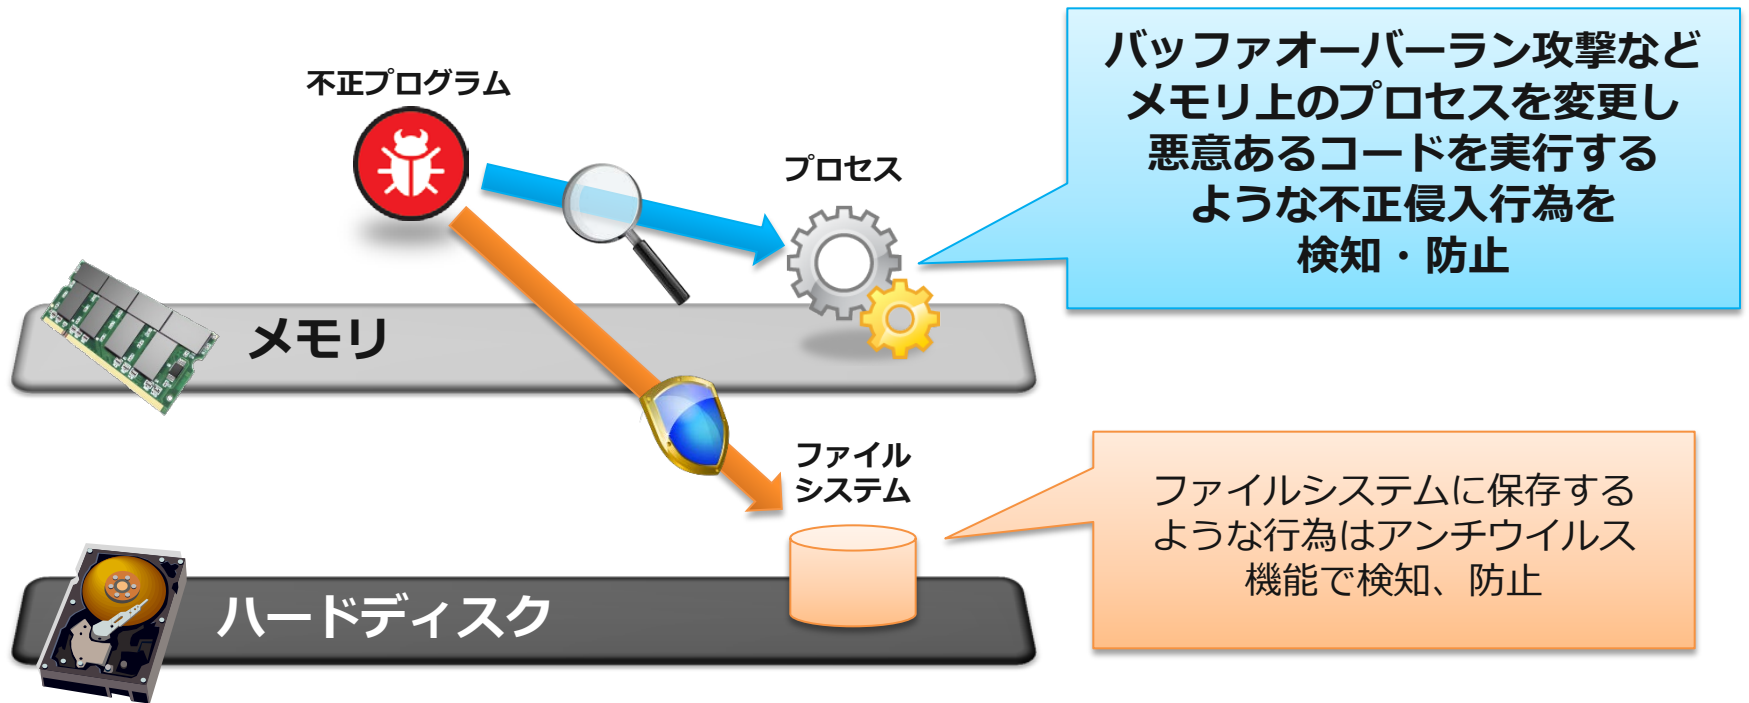 不正プログラム
プロセス
バッファオーバーラン攻撃など
メモリ上のプロセスを変更し
悪意あるコードを実行する
ような不正侵入行為を
検知・防止
メモリ
ファイル
システム
ファイルシステムに保存する
ような行為はアンチウイルス
機能で検知、防止
ハードディスク